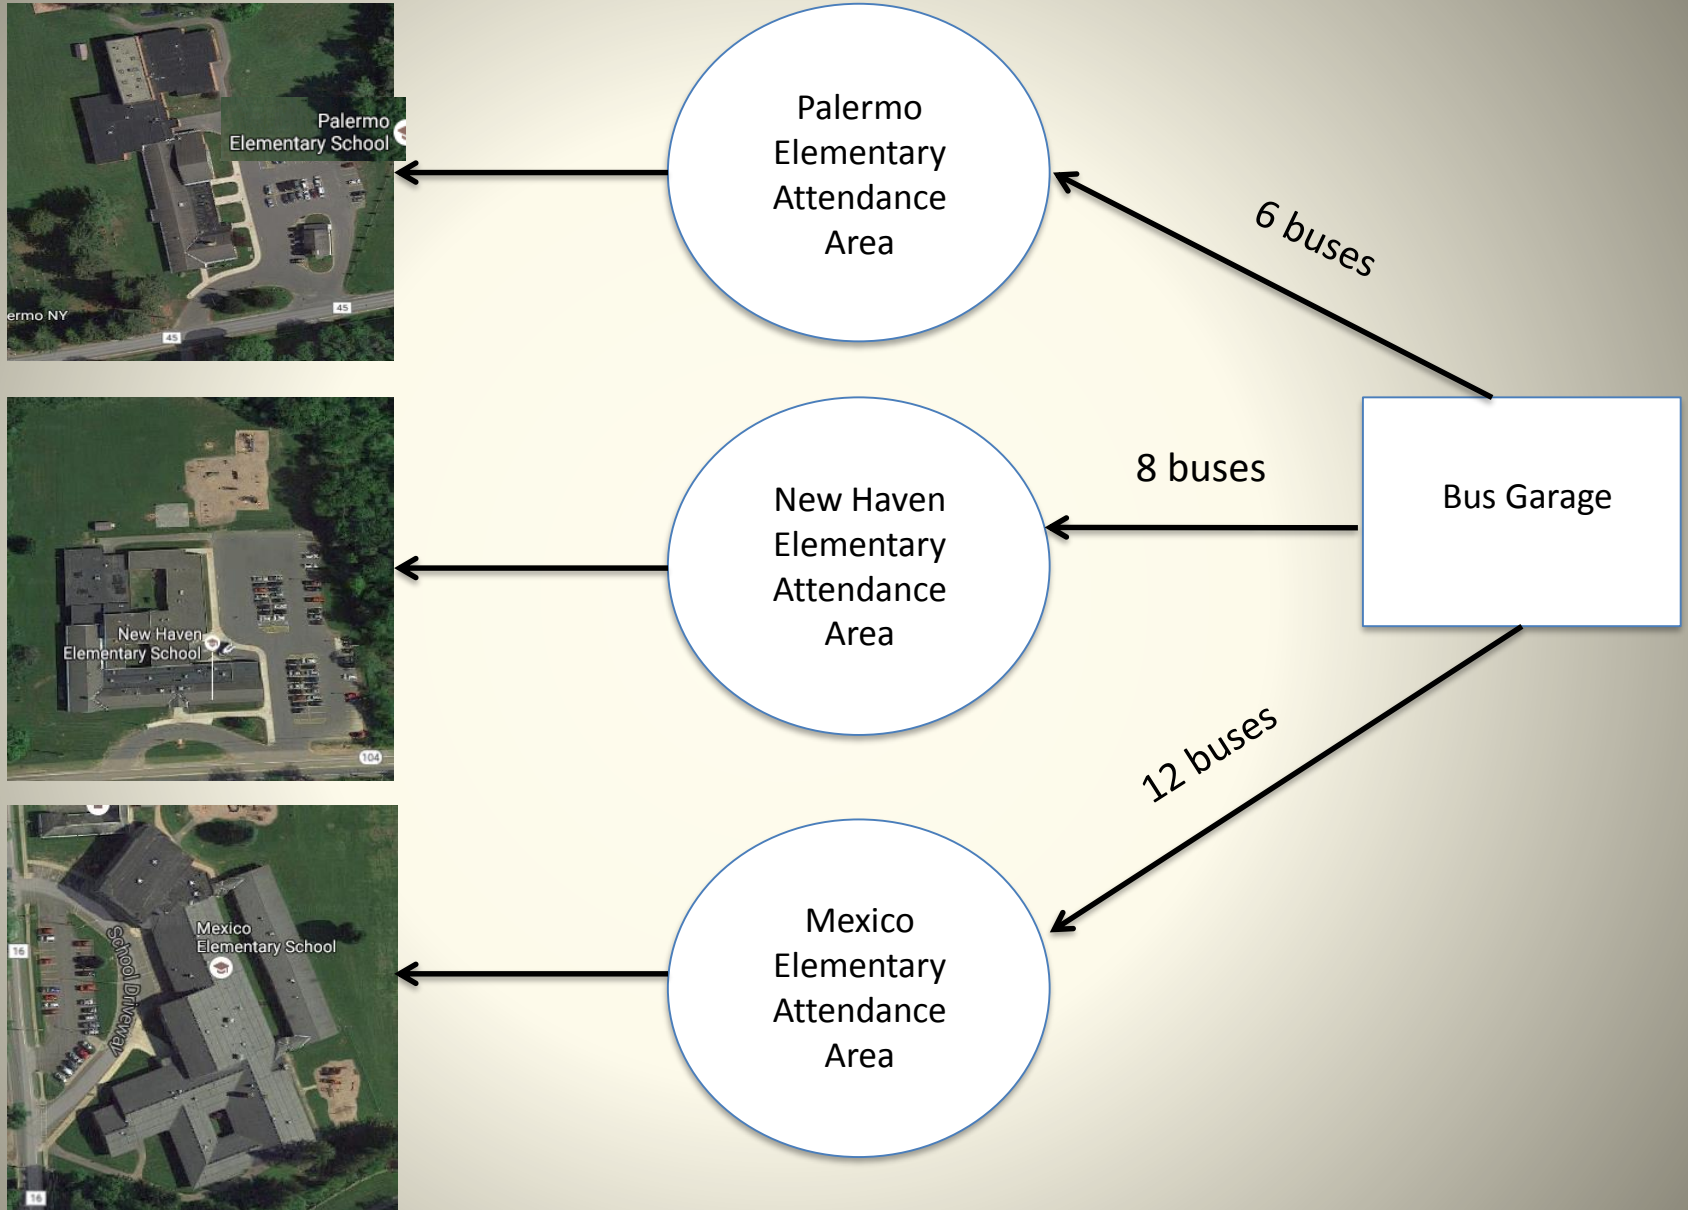 Palermo
Elementary School
ermo NY
45
45
Palermo
Elementary
Attendance
Area
6 buses
New Haven
Elementary School
104
New Haven
Elementary
Attendance
Area
8 buses
Bus Garage
Mexico
Elementary School
School Driveway
16
16
Mexico
Elementary
Attendance
Area
12 buses